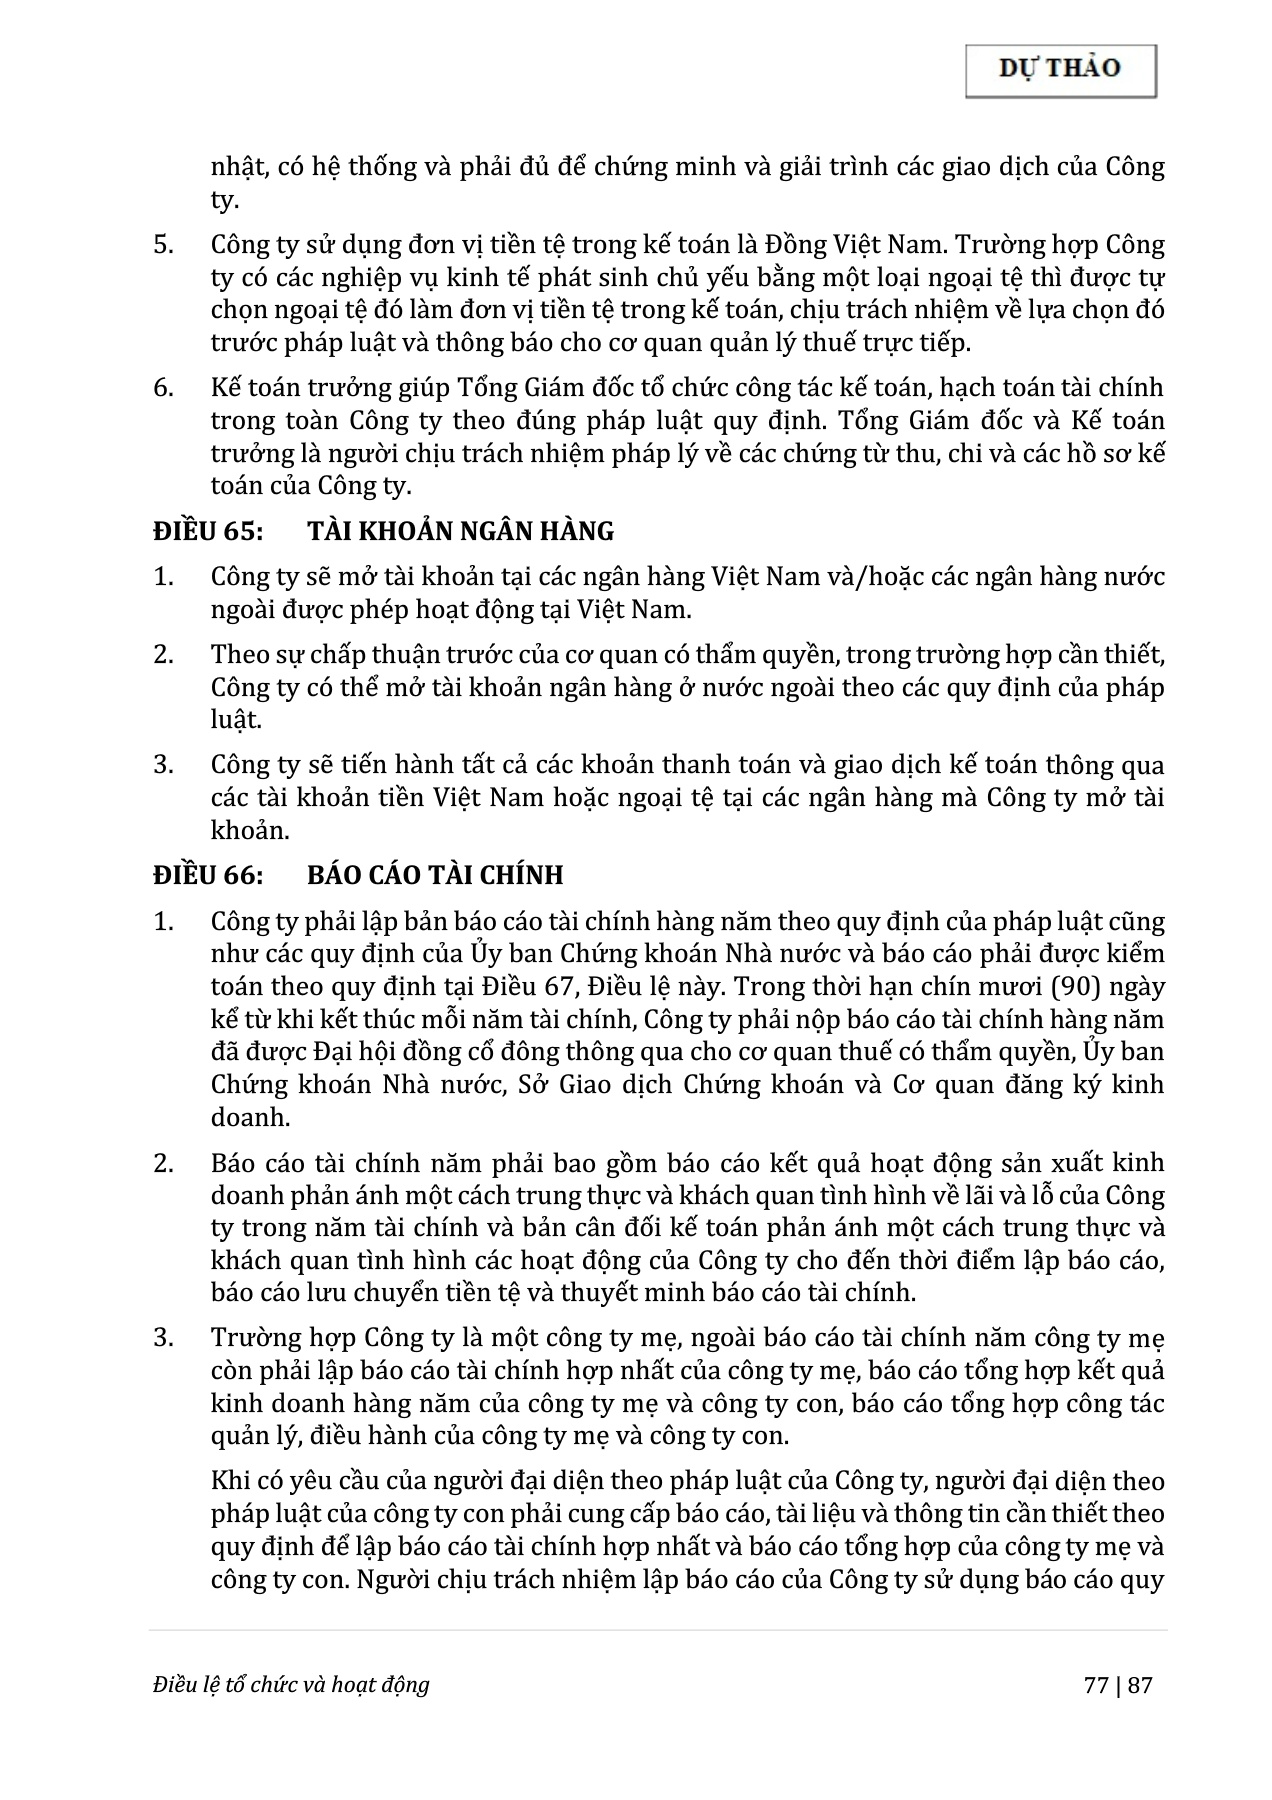 DỰ THẢO
nhật, có hệ thống và phải đủ để chứng minh và giải trình các giao dịch của Công
ty.
5. Công ty sử dụng đơn vị tiền tệ trong kế toán là Đồng Việt Nam. Trường hợp Công
ty có các nghiệp vụ kinh tế phát sinh chủ yếu bằng một loại ngoại tệ thì được tự
chọn ngoại tệ đó làm đơn vị tiền tệ trong kế toán, chịu trách nhiệm về lựa chọn đó
trước pháp luật và thông báo cho cơ quan quản lý thuế trực tiếp.
6. Kế toán trưởng giúp Tổng Giám đốc tổ chức công tác kế toán, hạch toán tài chính
trong toàn Công ty theo đúng pháp luật quy định. Tổng Giám đốc và Kế toán
trưởng là người chịu trách nhiệm pháp lý về các chứng từ thu, chi và các hồ sơ kế
toán của Công ty.
ĐIỀU 65: TÀI KHOẢN NGÂN HÀNG
1. Công ty sẽ mở tài khoản tại các ngân hàng Việt Nam và/hoặc các ngân hàng nước
ngoài được phép hoạt động tại Việt Nam.
2. Theo sự chấp thuận trước của cơ quan có thẩm quyền, trong trường hợp cần thiết,
Công ty có thể mở tài khoản ngân hàng ở nước ngoài theo các quy định của pháp
luật.
3. Công ty sẽ tiến hành tất cả các khoản thanh toán và giao dịch kế toán thông qua
các tài khoản tiền Việt Nam hoặc ngoại tệ tại các ngân hàng mà Công ty mở tài
khoản.
ĐIỀU 66: BÁO CÁO TÀI CHÍNH
1. Công ty phải lập bản báo cáo tài chính hàng năm theo quy định của pháp luật cũng
như các quy định của Ủy ban Chứng khoán Nhà nước và báo cáo phải được kiểm
toán theo quy định tại Điều 67, Điều lệ này. Trong thời hạn chín mươi (90) ngày
kể từ khi kết thúc mỗi năm tài chính, Công ty phải nộp báo cáo tài chính hàng năm
đã được Đại hội đồng cổ đông thông qua cho cơ quan thuế có thẩm quyền, Ủy ban
Chứng khoán Nhà nước, Sở Giao dịch Chứng khoán và Cơ quan đăng ký kinh
doanh.
2. Báo cáo tài chính năm phải bao gồm báo cáo kết quả hoạt động sản xuất kinh
doanh phản ánh một cách trung thực và khách quan tình hình về lãi và lỗ của Công
ty trong năm tài chính và bản cân đối kế toán phản ánh một cách trung thực và
khách quan tình hình các hoạt động của Công ty cho đến thời điểm lập báo cáo,
báo cáo lưu chuyển tiền tệ và thuyết minh báo cáo tài chính.
3. Trường hợp Công ty là một công ty mẹ, ngoài báo cáo tài chính năm công ty mẹ
còn phải lập báo cáo tài chính hợp nhất của công ty mẹ, báo cáo tổng hợp kết quả
kinh doanh hàng năm của công ty mẹ và công ty con, báo cáo tổng hợp công tác
quản lý, điều hành của công ty mẹ và công ty con.
Khi có yêu cầu của người đại diện theo pháp luật của Công ty, người đại diện theo
pháp luật của công ty con phải cung cấp báo cáo, tài liệu và thông tin cần thiết theo
quy định để lập báo cáo tài chính hợp nhất và báo cáo tổng hợp của công ty mẹ và
công ty con. Người chịu trách nhiệm lập báo cáo của Công ty sử dụng báo cáo quy
Điều lệ tổ chức và hoạt động 77 | 87